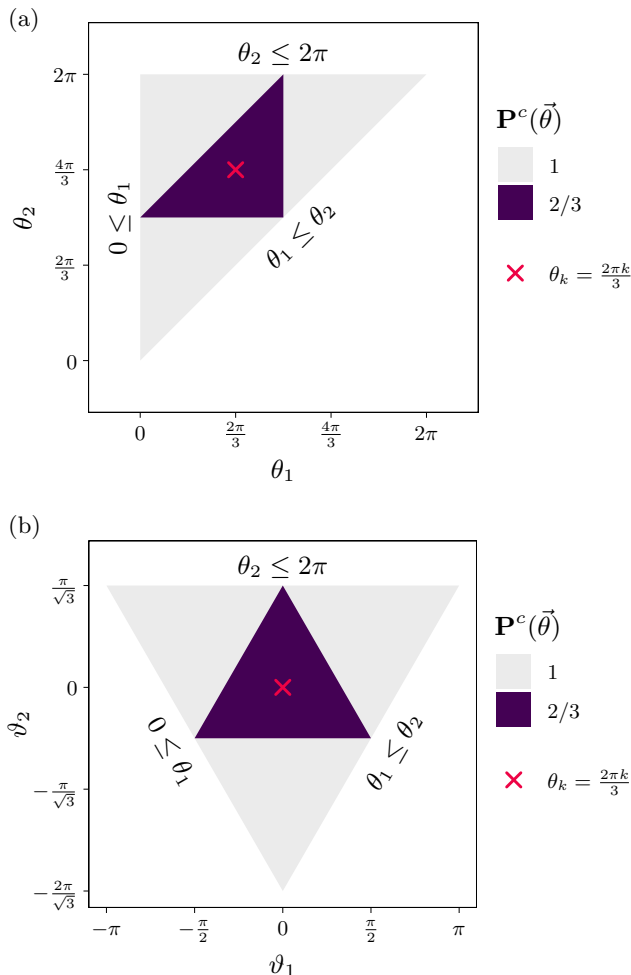 (a)
θ₂ ≤ 2π
2π
4π/3
2π/3
0
θ₂
0 ≤ θ₁
θ₁ ≤ θ₂
0
2π/3
4π/3
2π
θ₁
𝐏ᶜ(θ⃗)
1
2/3
θₖ = 2πk/3
(b)
θ₂ ≤ 2π
π/√3
0
−π/√3
−2π/√3
ϑ₂
0 ≤ θ₁
θ₁ ≤ θ₂
−π
−π/2
0
π/2
π
ϑ₁
𝐏ᶜ(θ⃗)
1
2/3
θₖ = 2πk/3